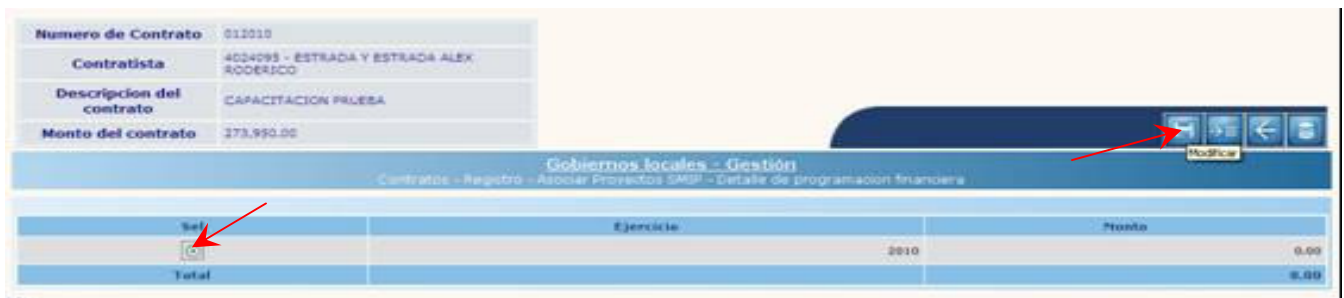 Numero de Contrato 012010
Contratista 4024095 - ESTRADA Y ESTRADA ALEX
RODERICO
Descripcion del
contrato CAPACITACION PRUEBA
Monto del contrato 273,950.00
Modificar
Gobiernos locales - Gestión
Contratos - Registro - Asociar Proyectos SNIP - Detalle de programacion financiera
Sel Ejercicio Monto
2010 0.00
Total 0.00